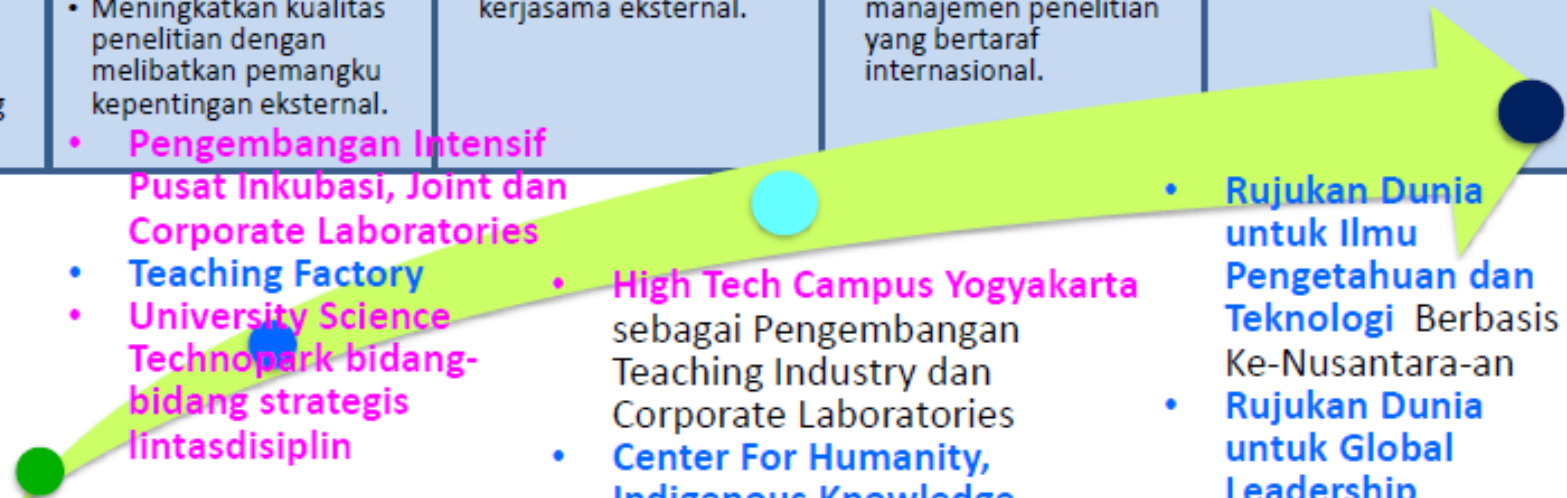 • Meningkatkan kualitas
penelitian dengan
melibatkan pemangku
kepentingan eksternal.
kerjasama eksternal.
manajemen penelitian
yang bertaraf
internasional.
• Pengembangan Intensif
Pusat Inkubasi, Joint dan
Corporate Laboratories
• Teaching Factory
• University Science
Technopark bidang-
bidang strategis
lintasdisiplin
• High Tech Campus Yogyakarta
sebagai Pengembangan
Teaching Industry dan
Corporate Laboratories
• Center For Humanity,
Indigenous Knowledge
• Rujukan Dunia
untuk Ilmu
Pengetahuan dan
Teknologi Berbasis
Ke-Nusantara-an
• Rujukan Dunia
untuk Global
Leadership